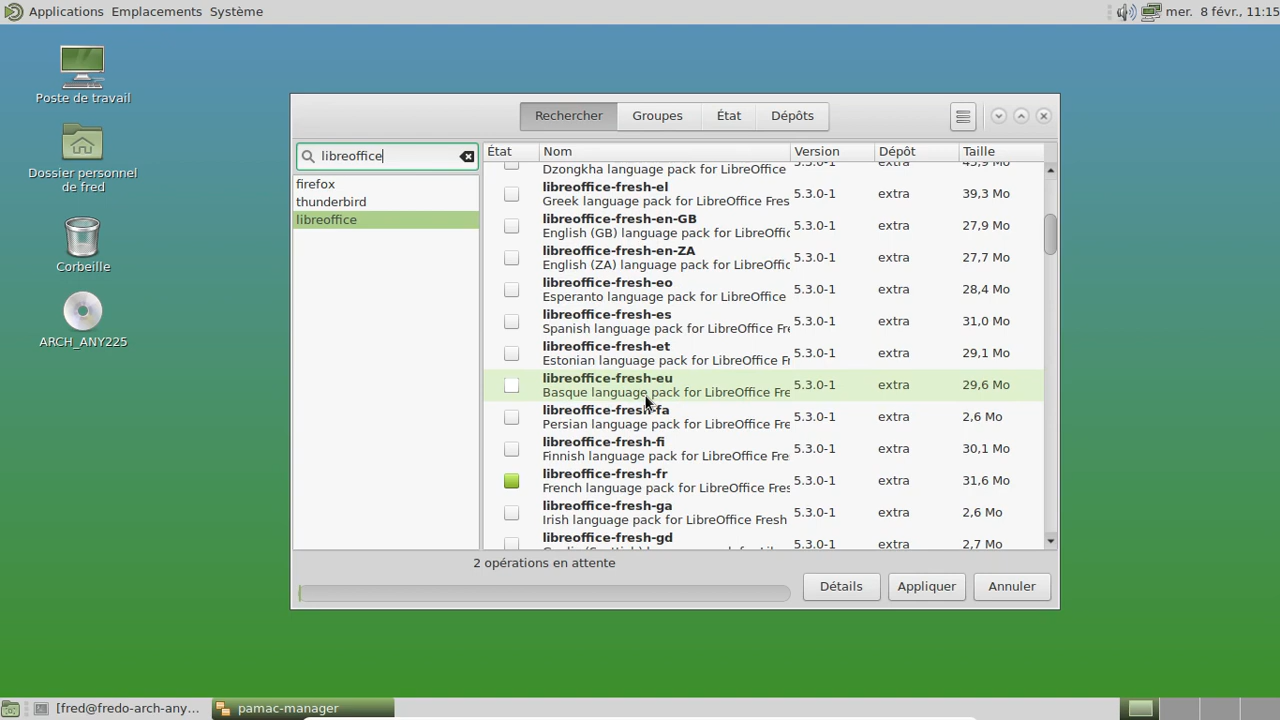 Applications Emplacements Système
mer. 8 févr., 11:15
Poste de travail
Dossier personnel
de fred
Corbeille
ARCH_ANY225
Rechercher Groupes État Dépôts
libreoffice
firefox
thunderbird
libreoffice
État Nom Version Dépôt Taille
Dzongkha language pack for LibreOffice 5.3.0-1 extra
libreoffice-fresh-el
Greek language pack for LibreOffice Fres 5.3.0-1 extra 39,3 Mo
libreoffice-fresh-en-GB
English (GB) language pack for LibreOffic 5.3.0-1 extra 27,9 Mo
libreoffice-fresh-en-ZA
English (ZA) language pack for LibreOffic 5.3.0-1 extra 27,7 Mo
libreoffice-fresh-eo
Esperanto language pack for LibreOffice 5.3.0-1 extra 28,4 Mo
libreoffice-fresh-es
Spanish language pack for LibreOffice Fre 5.3.0-1 extra 31,0 Mo
libreoffice-fresh-et
Estonian language pack for LibreOffice F 5.3.0-1 extra 29,1 Mo
libreoffice-fresh-eu
Basque language pack for LibreOffice Fre 5.3.0-1 extra 29,6 Mo
libreoffice-fresh-fa
Persian language pack for LibreOffice Fre 5.3.0-1 extra 2,6 Mo
libreoffice-fresh-fi
Finnish language pack for LibreOffice Fre 5.3.0-1 extra 30,1 Mo
libreoffice-fresh-fr
French language pack for LibreOffice Fres 5.3.0-1 extra 31,6 Mo
libreoffice-fresh-ga
Irish language pack for LibreOffice Fresh 5.3.0-1 extra 2,6 Mo
libreoffice-fresh-gd 5.3.0-1 extra 2,7 Mo
2 opérations en attente
Détails Appliquer Annuler
[fred@fredo-arch-any...
pamac-manager